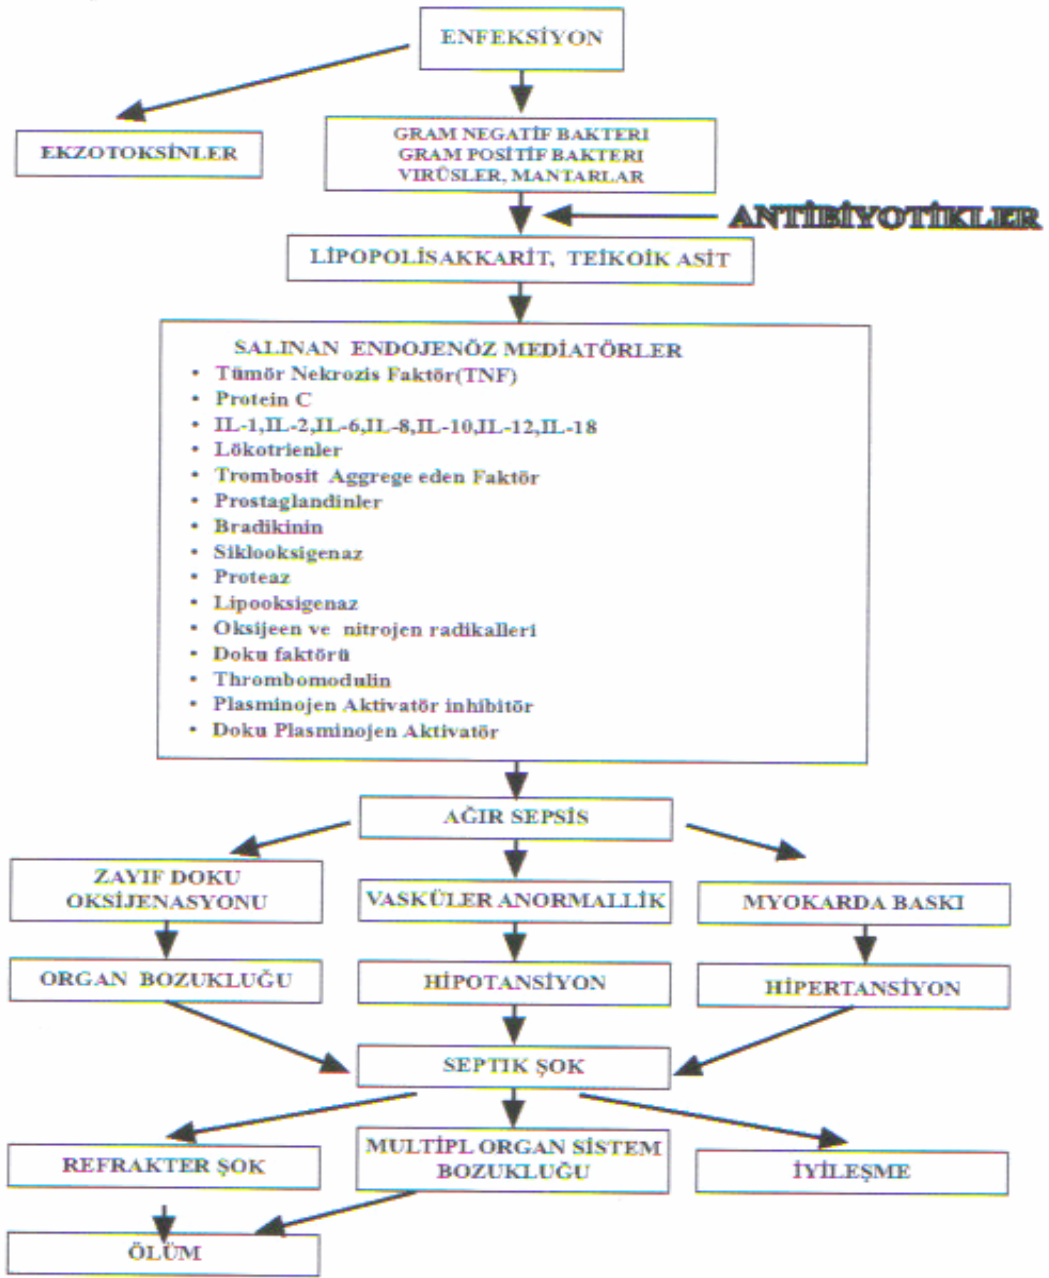 ENFEKSİYON
EKZOTOKSİNLER
GRAM NEGATİF BAKTERI
GRAM POSİTİF BAKTERI
VIRÜSLER, MANTARLAR
ANTİBİYOTİKLER
LİPOPOLİSAKKARİT, TEİKOİK ASİT
SALINAN ENDOJENÖZ MEDİATÖRLER
• Tümör Nekrozis Faktör(TNF)
• Protein C
• IL-1,IL-2,IL-6,IL-8,IL-10,IL-12,IL-18
• Lökotrienler
• Trombosit Aggrege eden Faktör
• Prostaglandinler
• Bradikinin
• Siklooksigenaz
• Proteaz
• Lipooksigenaz
• Oksijeen ve nitrojen radikalleri
• Doku faktörü
• Thrombomodulin
• Plasminojen Aktivatör inhibitör
• Doku Plasminojen Aktivatör
AĞIR SEPSİS
ZAYIF DOKU
OKSİJENASYONU
VASKÜLER ANORMALLİK
MYOKARDA BASKI
ORGAN BOZUKLUĞU
HİPOTANSİYON
HİPERTANSİYON
SEPTIK ŞOK
REFRAKTER ŞOK
MULTİPL ORGAN SİSTEM
BOZUKLUĞU
İYİLEŞME
ÖLÜM